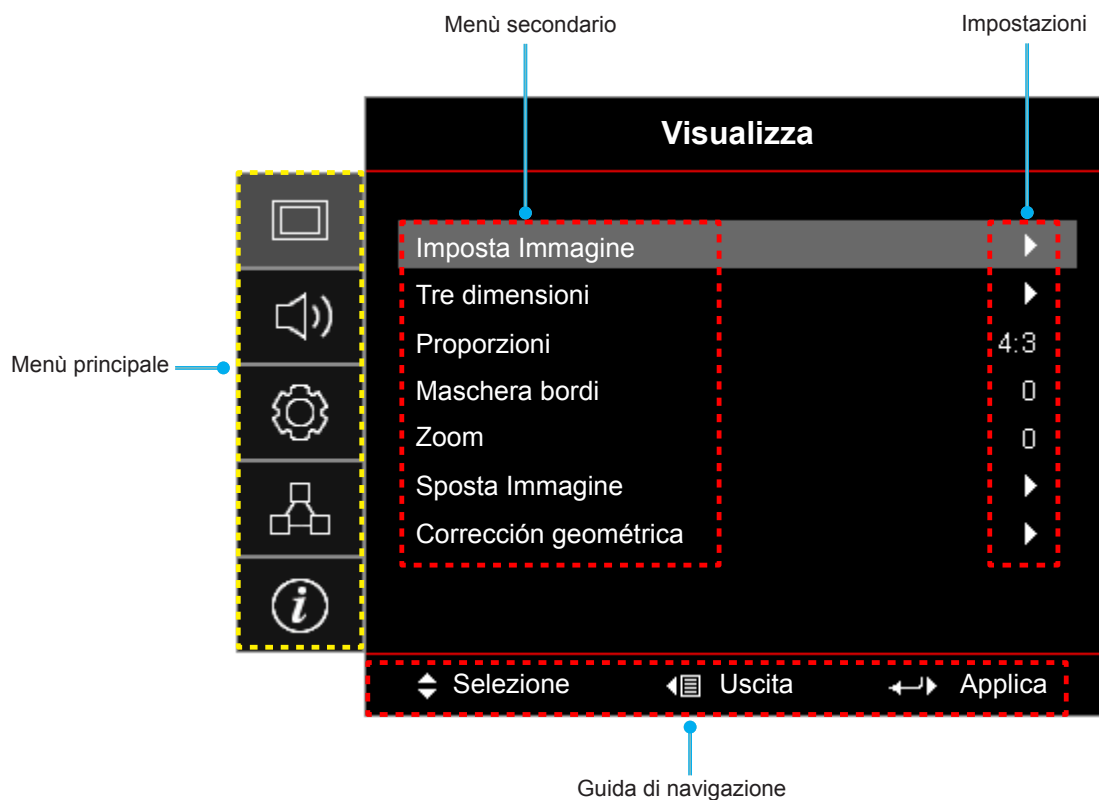 Menù secondario
Impostazioni
Visualizza
Imposta Immagine
Tre dimensioni
Proporzioni 4:3
Maschera bordi 0
Zoom 0
Sposta Immagine
Corrección geométrica
Menù principale
Selezione Uscita Applica
Guida di navigazione